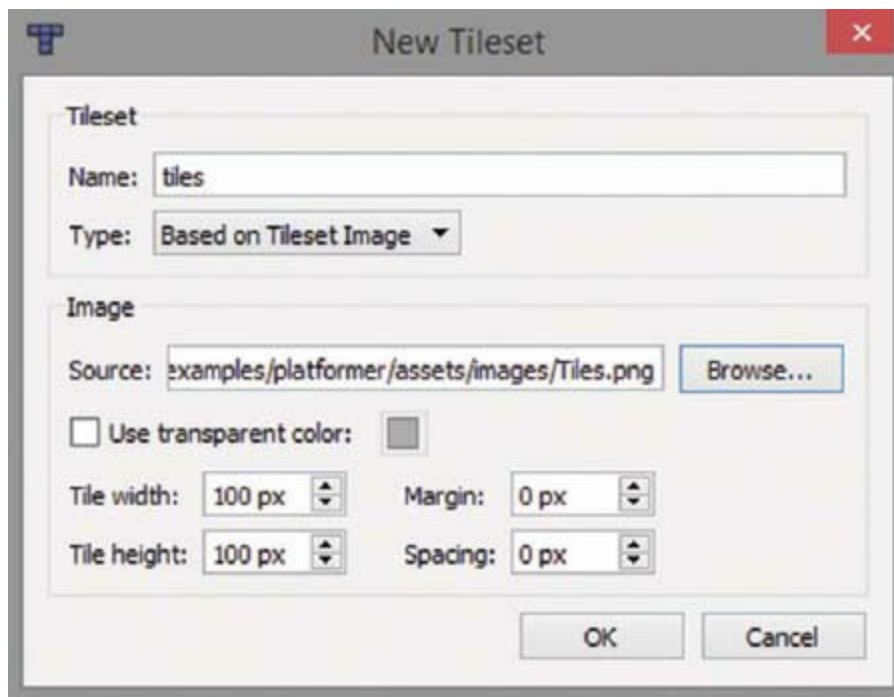 New Tileset
Tileset
Name: tiles
Type: Based on Tileset Image
Image
Source: examples/platformer/assets/images/Tiles.png Browse...
Use transparent color:
Tile width: 100 px Margin: 0 px
Tile height: 100 px Spacing: 0 px
OK Cancel